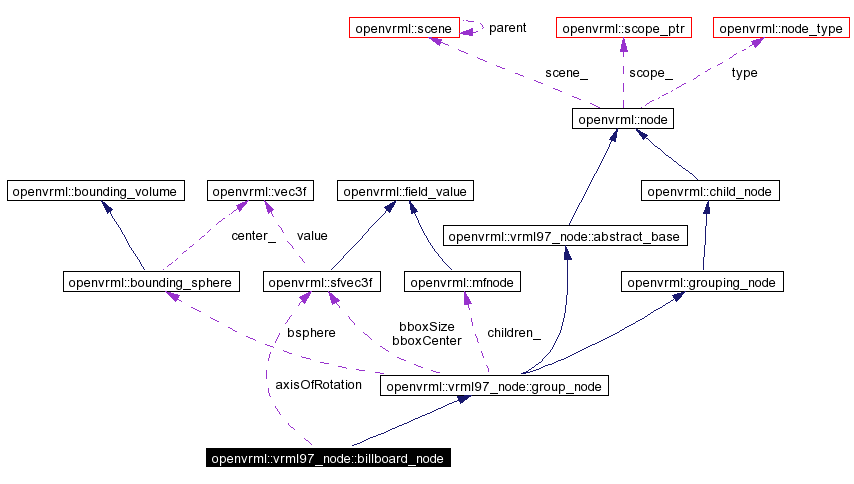 openvrml::scene
parent
openvrml::scope_ptr
openvrml::node_type
scene_
scope_
type
openvrml::node
openvrml::bounding_volume
openvrml::vec3f
openvrml::field_value
openvrml::child_node
center_
value
openvrml::vrml97_node::abstract_base
openvrml::bounding_sphere
openvrml::sfvec3f
openvrml::mfnode
openvrml::grouping_node
bsphere
bboxSize
bboxCenter
children_
axisOfRotation
openvrml::vrml97_node::group_node
openvrml::vrml97_node::billboard_node